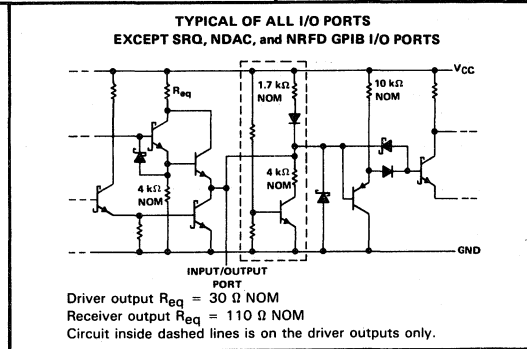 TYPICAL OF ALL I/O PORTS
EXCEPT SRQ, NDAC, and NRFD GPIB I/O PORTS
VCC
Req
1.7 kΩ
NOM
10 kΩ
NOM
4 kΩ
NOM
4 kΩ
NOM
GND
INPUT/OUTPUT
PORT
Driver output Req = 30 Ω NOM
Receiver output Req = 110 Ω NOM
Circuit inside dashed lines is on the driver outputs only.